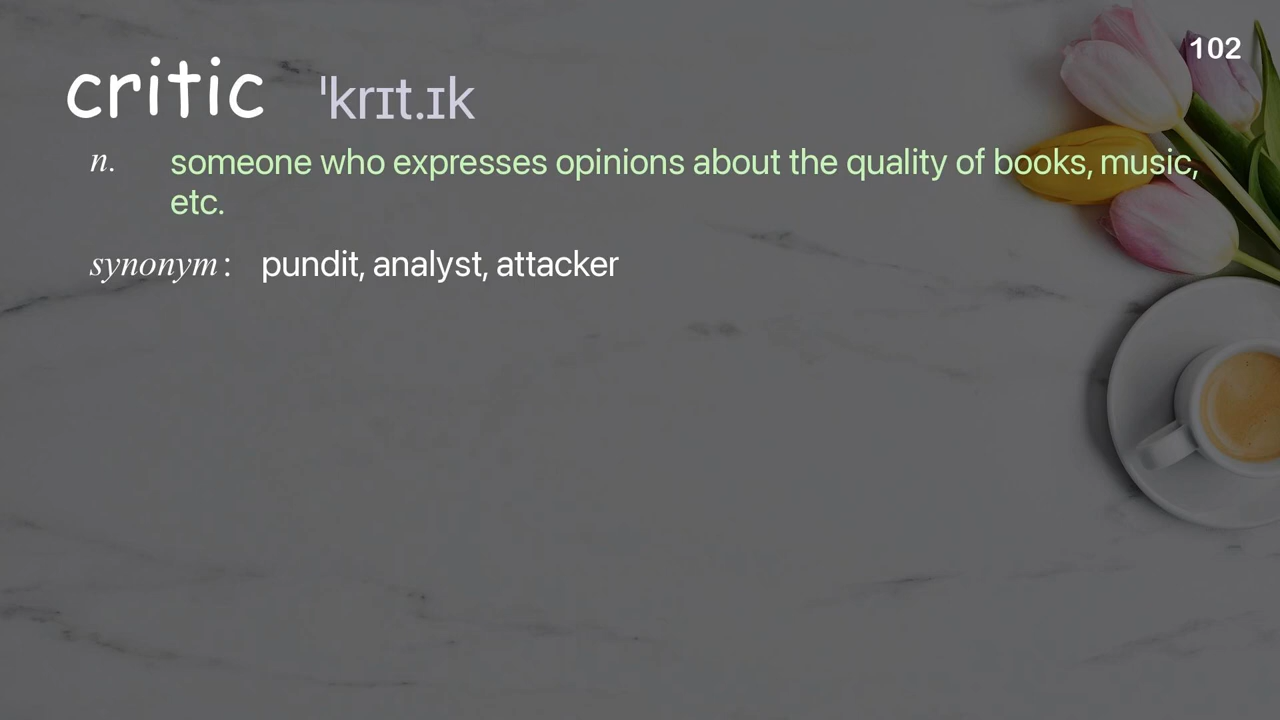 102
critic ˈkrɪt.ɪk
n. someone who expresses opinions about the quality of books, music,
etc.
synonym: pundit, analyst, attacker